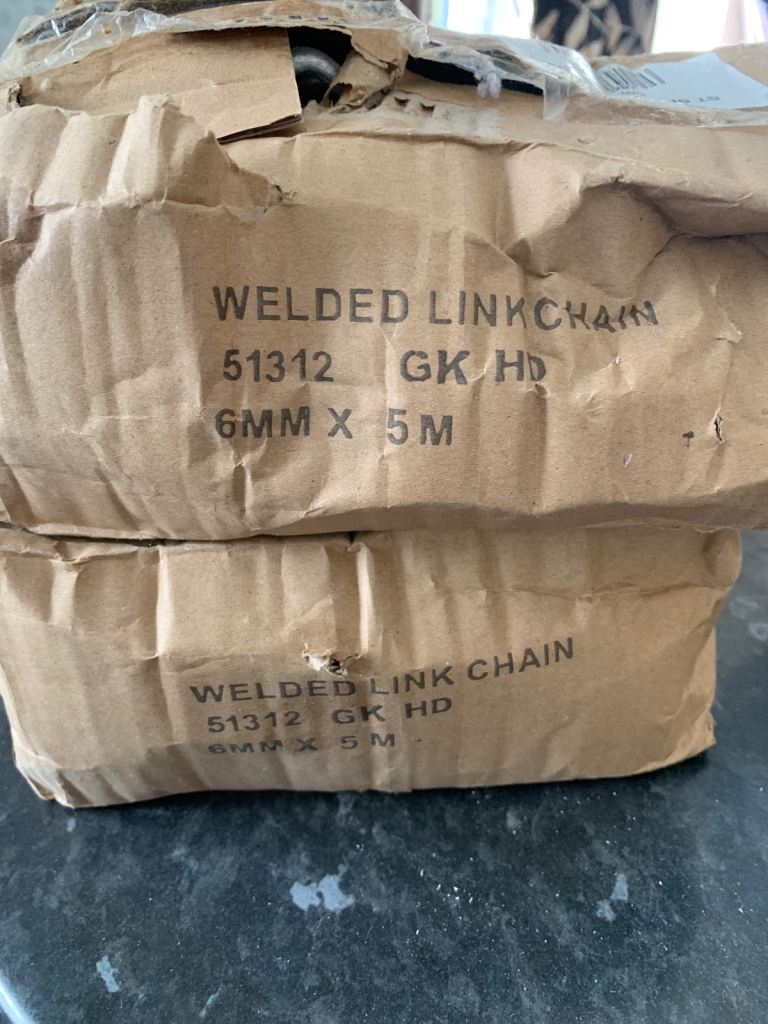 WELDED LINK CHAIN
51312 GK HD
6MM X 5M
WELDED LINK CHAIN
51312 GK HD
6MM X 5M